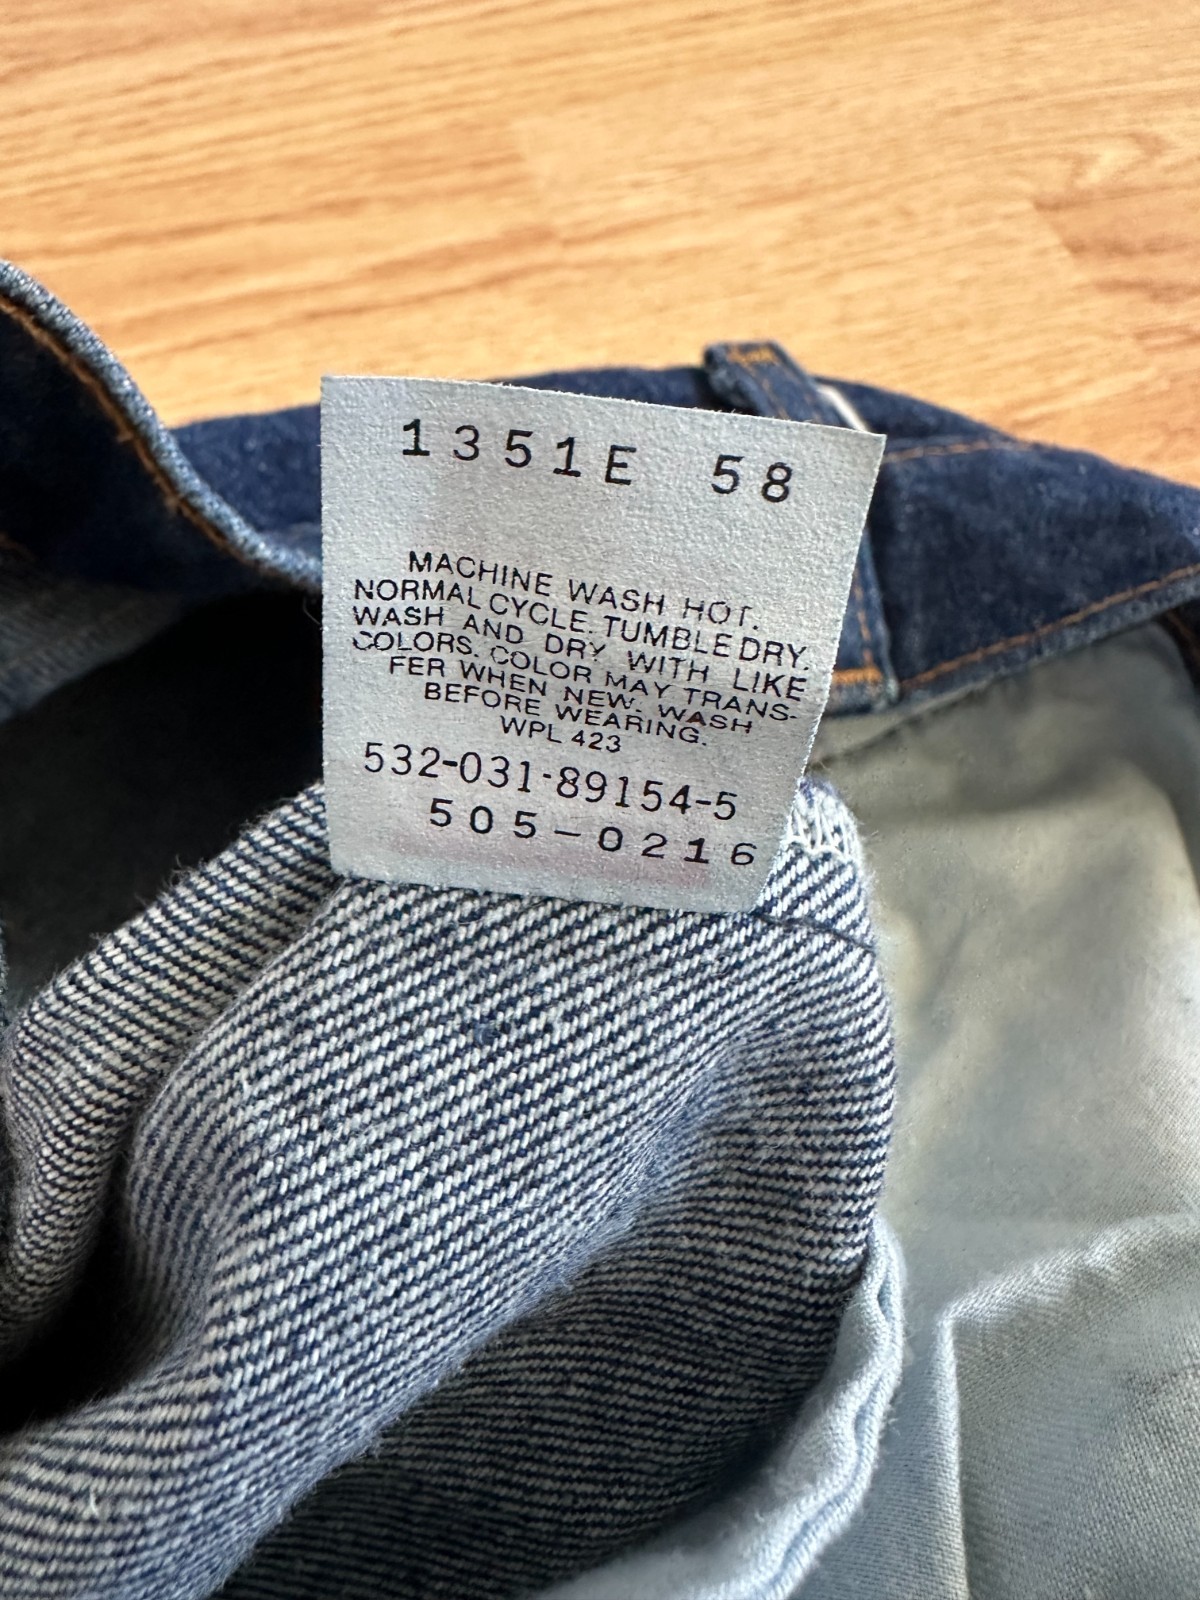 1351E 58
MACHINE WASH HOT.
NORMAL CYCLE. TUMBLE DRY.
WASH AND DRY WITH LIKE
COLORS. COLOR MAY TRANS-
FER WHEN NEW. WASH
BEFORE WEARING.
WPL 423
532-031-89154-5
505-0216